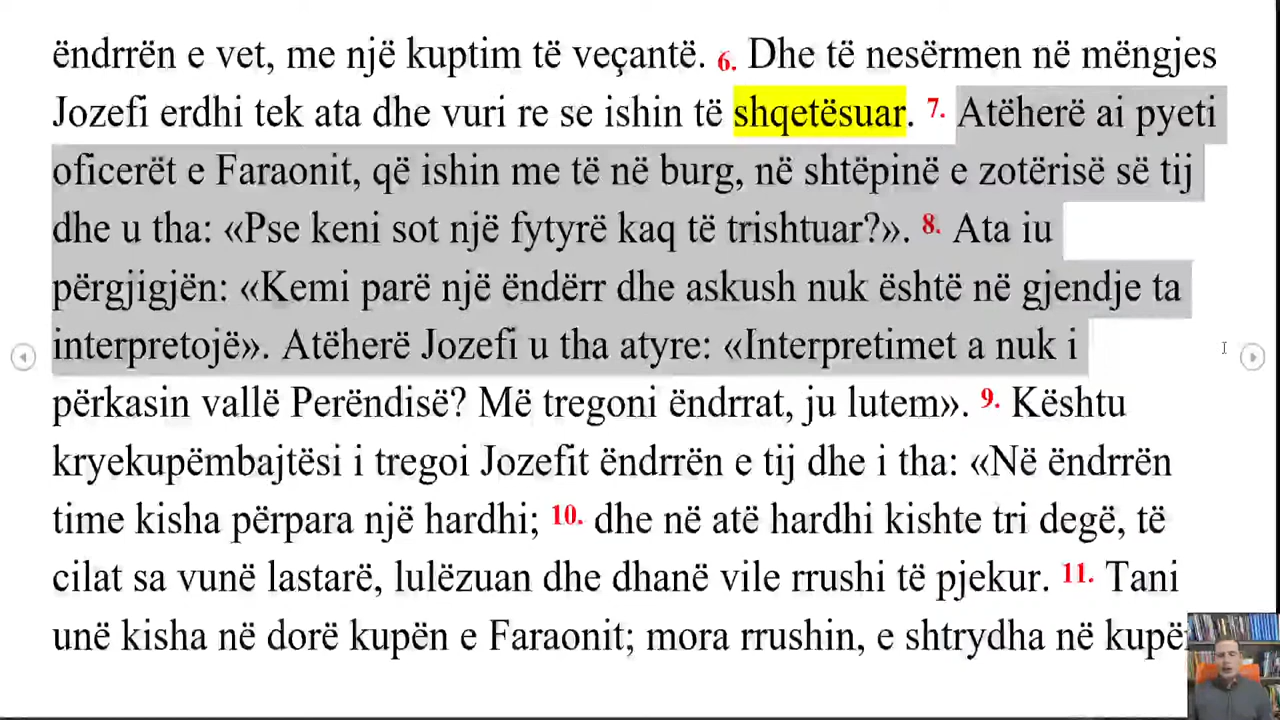 ëndrrën e vet, me një kuptim të veçantë. 6. Dhe të nesërmen në mëngjes
Jozefi erdhi tek ata dhe vuri re se ishin të shqetësuar. 7. Atëherë ai pyeti
oficerët e Faraonit, që ishin me të në burg, në shtëpinë e zotërisë së tij
dhe u tha: «Pse keni sot një fytyrë kaq të trishtuar?». 8. Ata iu
përgjigjën: «Kemi parë një ëndërr dhe askush nuk është në gjendje ta
interpretojë». Atëherë Jozefi u tha atyre: «Interpretimet a nuk i
përkasin vallë Perëndisë? Më tregoni ëndrrat, ju lutem». 9. Kështu
kryekupëmbajtësi i tregoi Jozefit ëndrrën e tij dhe i tha: «Në ëndrrën
time kisha përpara një hardhi; 10. dhe në atë hardhi kishte tri degë, të
cilat sa vunë lastarë, lulëzuan dhe dhanë vile rrushi të pjekur. 11. Tani
unë kisha në dorë kupën e Faraonit; mora rrushin, e shtrydha në